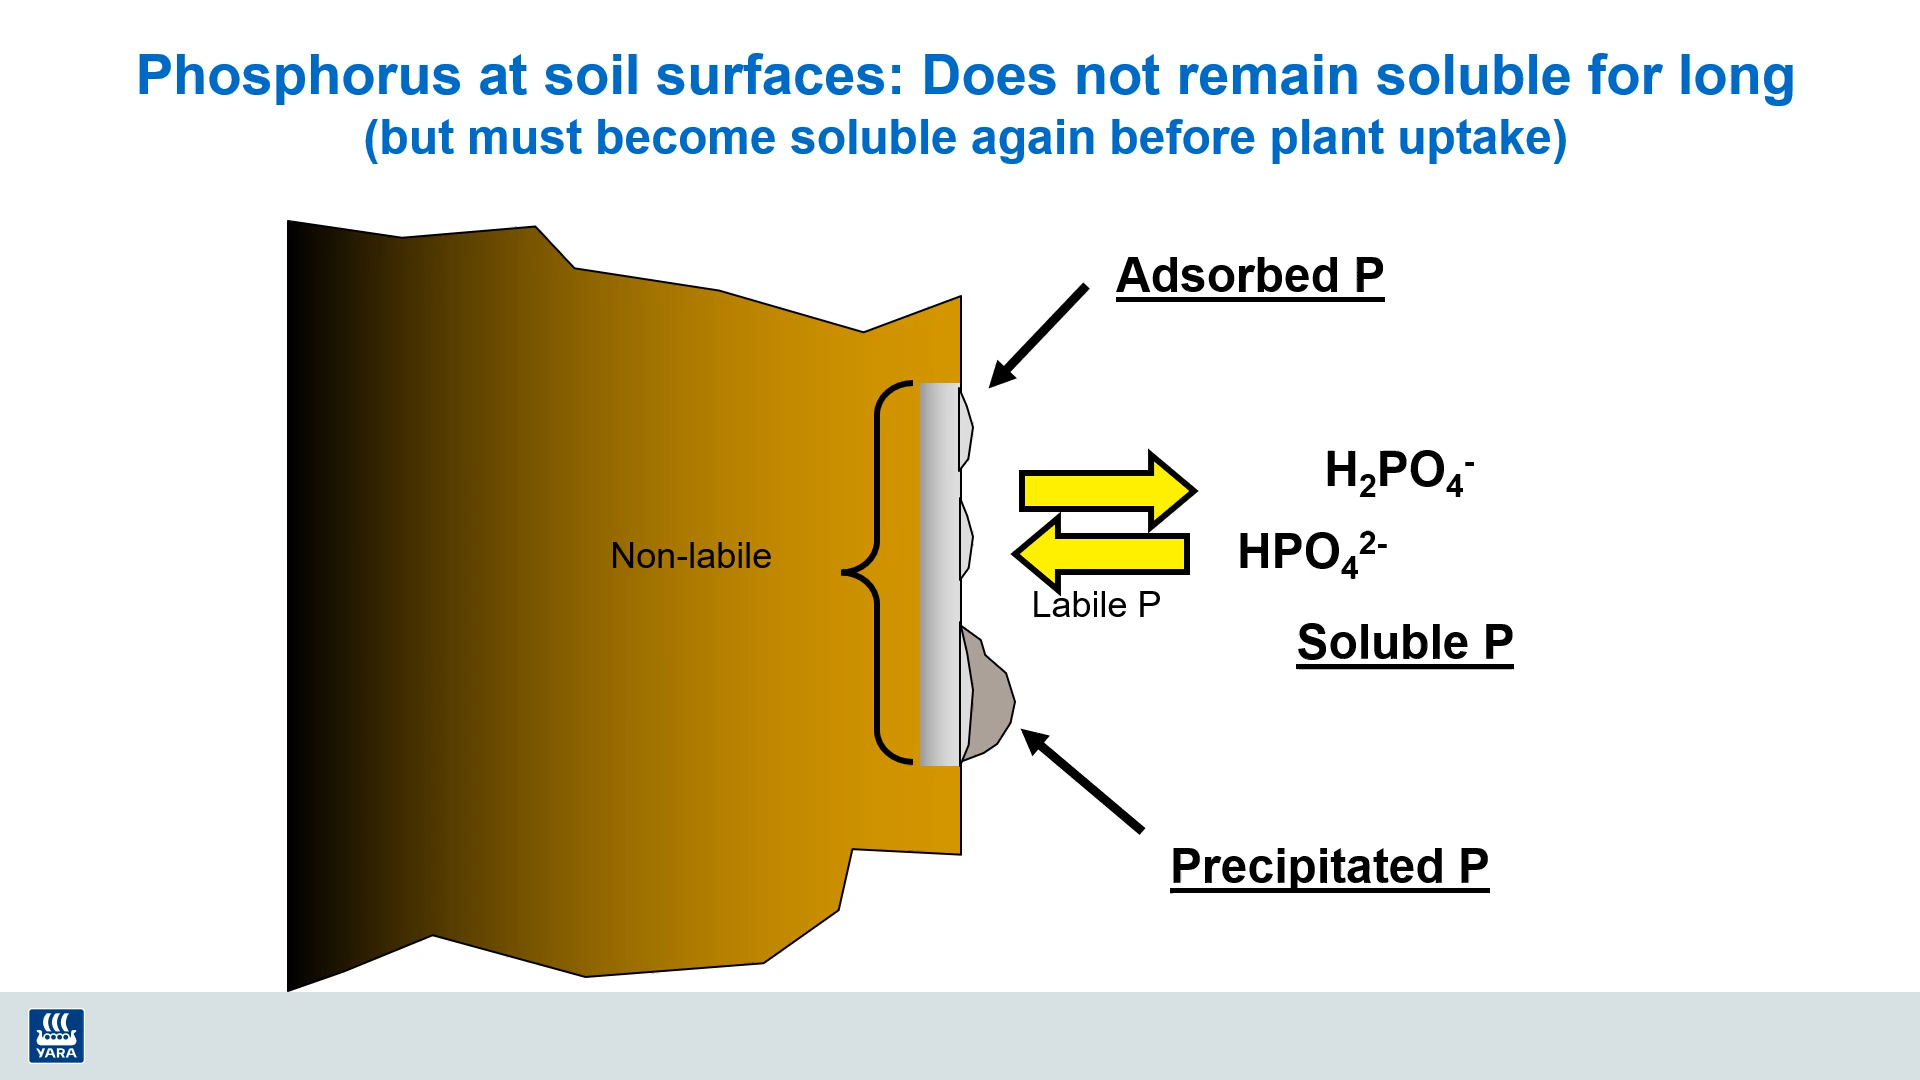 Phosphorus at soil surfaces: Does not remain soluble for long
(but must become soluble again before plant uptake)
Adsorbed P
H₂PO₄⁻
Non-labile
HPO₄²⁻
Labile P
Soluble P
Precipitated P
YARA